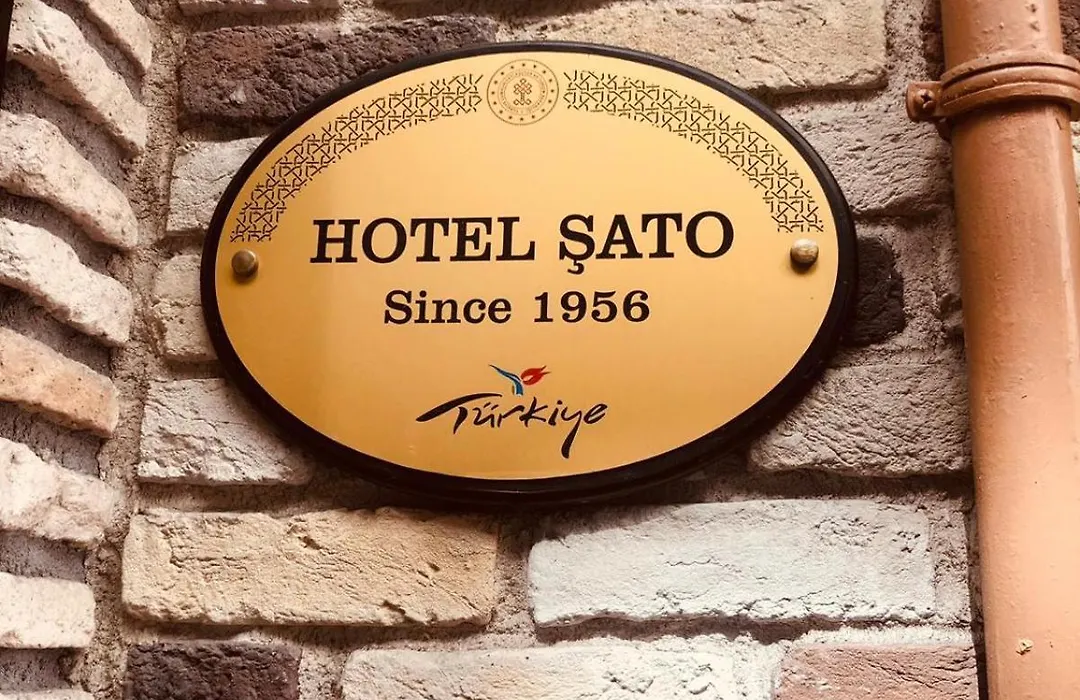 HOTEL ŞATO
Since 1956
Türkiye